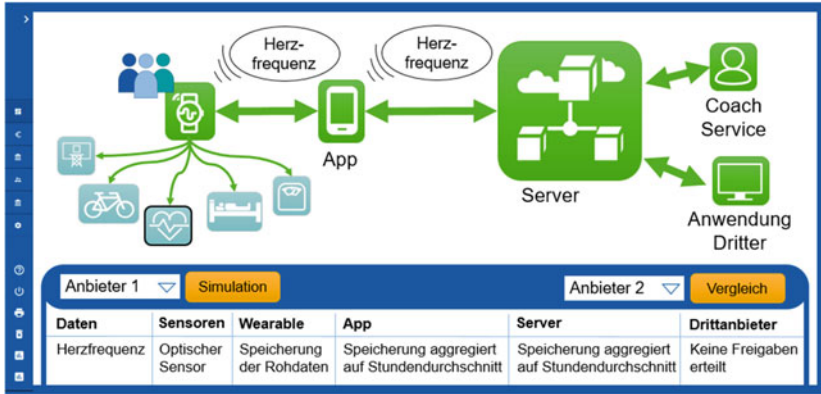 Herz-
frequenz
Herz-
frequenz
App
Server
Coach
Service
Anwendung
Dritter
Anbieter 1
Simulation
Anbieter 2
Vergleich
Daten Sensoren Wearable App Server Drittanbieter
Herzfrequenz Optischer Speicherung Speicherung aggregiert Speicherung aggregiert Keine Freigaben
Sensor der Rohdaten auf Stundendurchschnitt auf Stundendurchschnitt erteilt